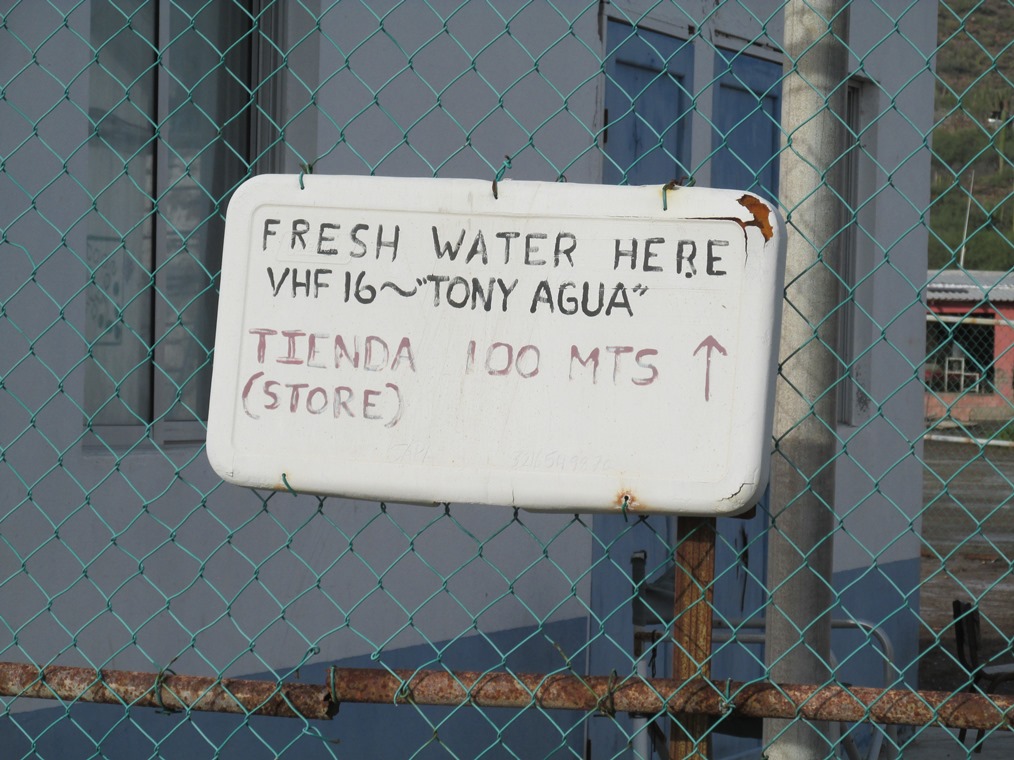 FRESH WATER HERE
VHF 16~"TONY AGUA"
TIENDA 100 MTS ↑
(STORE)